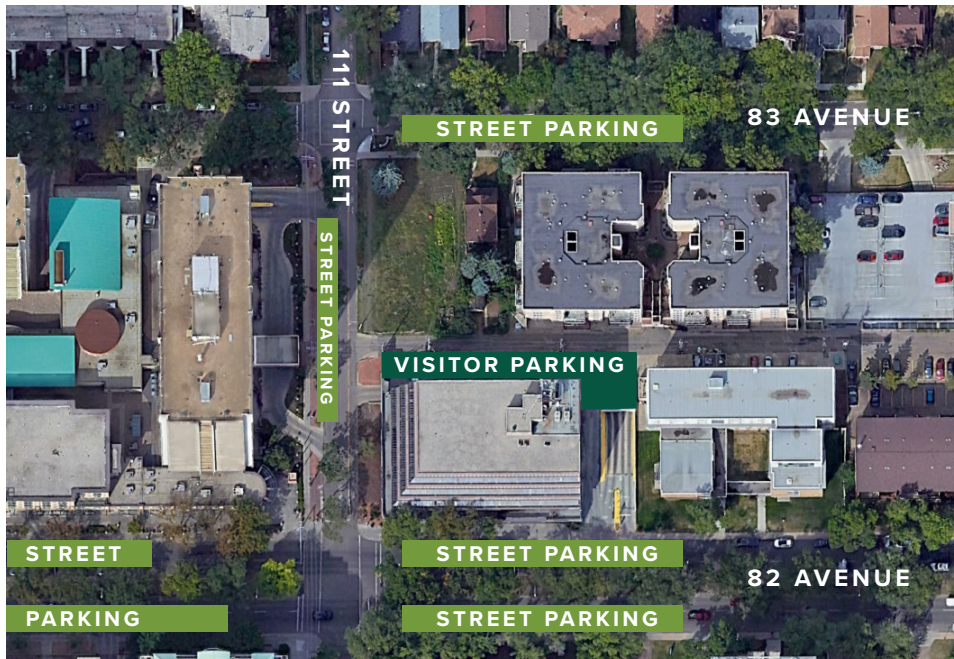 111 STREET
STREET PARKING
83 AVENUE
STREET PARKING
VISITOR PARKING
STREET
STREET PARKING
82 AVENUE
PARKING
STREET PARKING